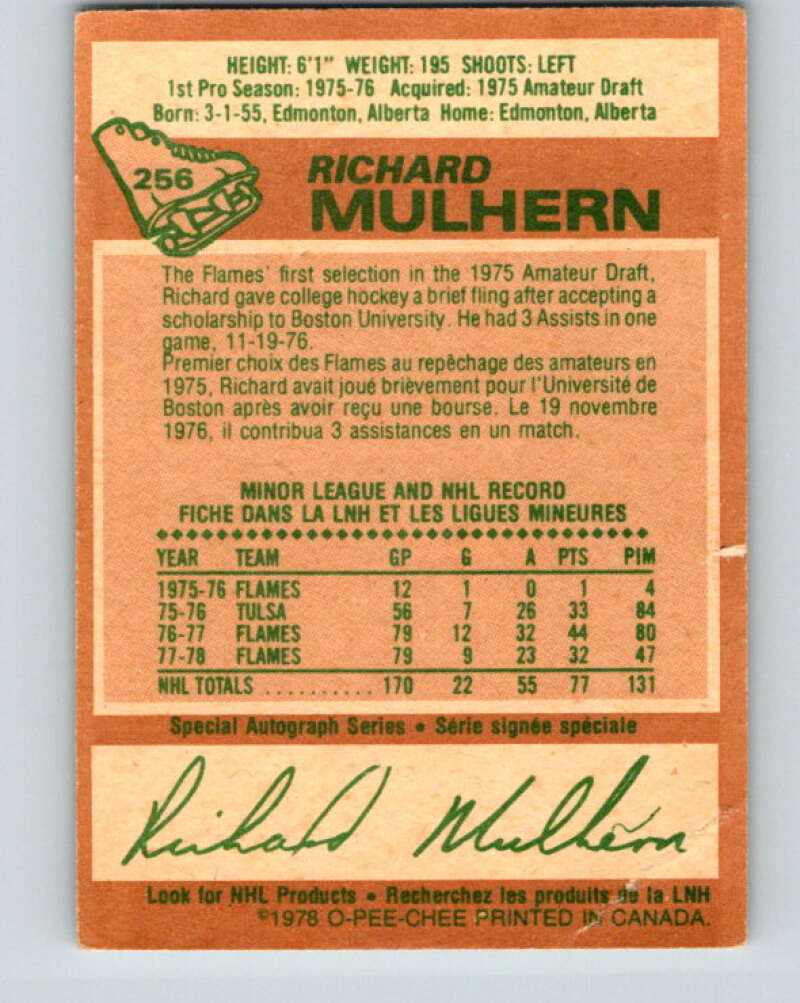 HEIGHT: 6'1" WEIGHT: 195 SHOOTS: LEFT
1st Pro Season: 1975-76 Acquired: 1975 Amateur Draft
Born: 3-1-55, Edmonton, Alberta Home: Edmonton, Alberta
256
RICHARD
MULHERN
The Flames' first selection in the 1975 Amateur Draft,
Richard gave college hockey a brief fling after accepting a
scholarship to Boston University. He had 3 Assists in one
game, 11-19-76.
Premier choix des Flames au repêchage des amateurs en
1975, Richard avait joué brièvement pour l'Université de
Boston après avoir reçu une bourse. Le 19 novembre
1976, il contribua 3 assistances en un match.
MINOR LEAGUE AND NHL RECORD
FICHE DANS LA LNH ET LES LIGUES MINEURES
YEAR TEAM GP G A PTS PIM
1975-76 FLAMES 12 1 0 1 4
75-76 TULSA 56 7 26 33 84
76-77 FLAMES 79 12 32 44 80
77-78 FLAMES 79 9 23 32 47
NHL TOTALS .......... 170 22 55 77 131
Special Autograph Series • Série signée spéciale
Richard Mulhern
Look for NHL Products • Recherchez les produits de la LNH
©1978 O-PEE-CHEE PRINTED IN CANADA.